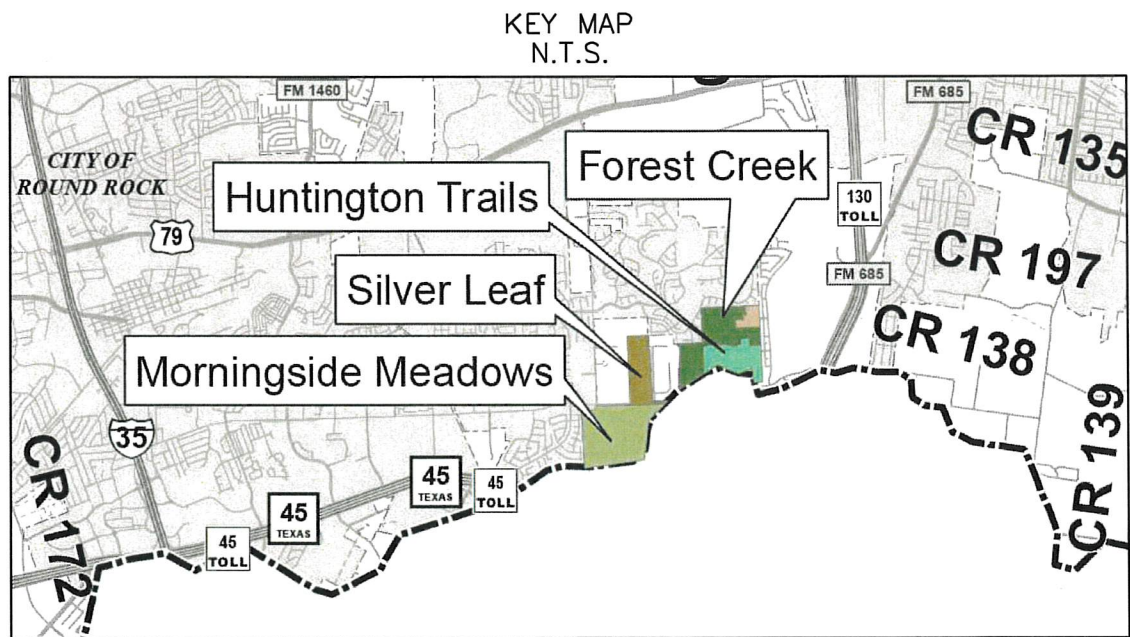 KEY MAP
N.T.S.
FM 1460
FM 685
CR 135
CITY OF
ROUND ROCK
Forest Creek
Huntington Trails
130
TOLL
79
CR 197
FM 685
Silver Leaf
CR 138
Morningside Meadows
35
CR 139
CR 172
45
TEXAS
45
TOLL
45
TEXAS
45
TOLL